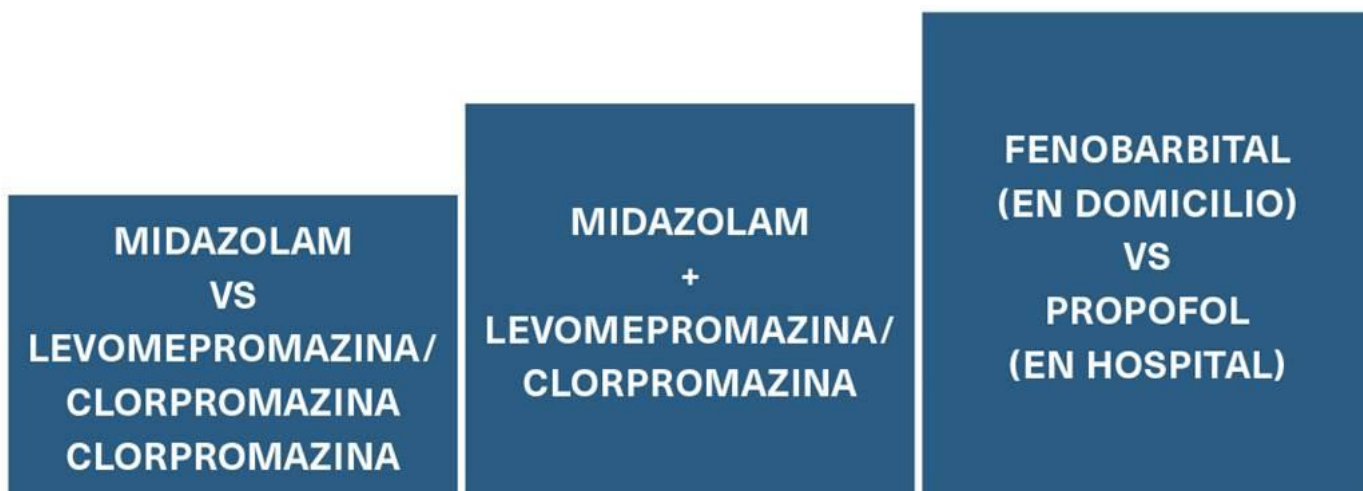 MIDAZOLAM
VS
LEVOMEPROMAZINA/
CLORPROMAZINA
CLORPROMAZINA
MIDAZOLAM
+
LEVOMEPROMAZINA/
CLORPROMAZINA
FENOBARBITAL
(EN DOMICILIO)
VS
PROPOFOL
(EN HOSPITAL)